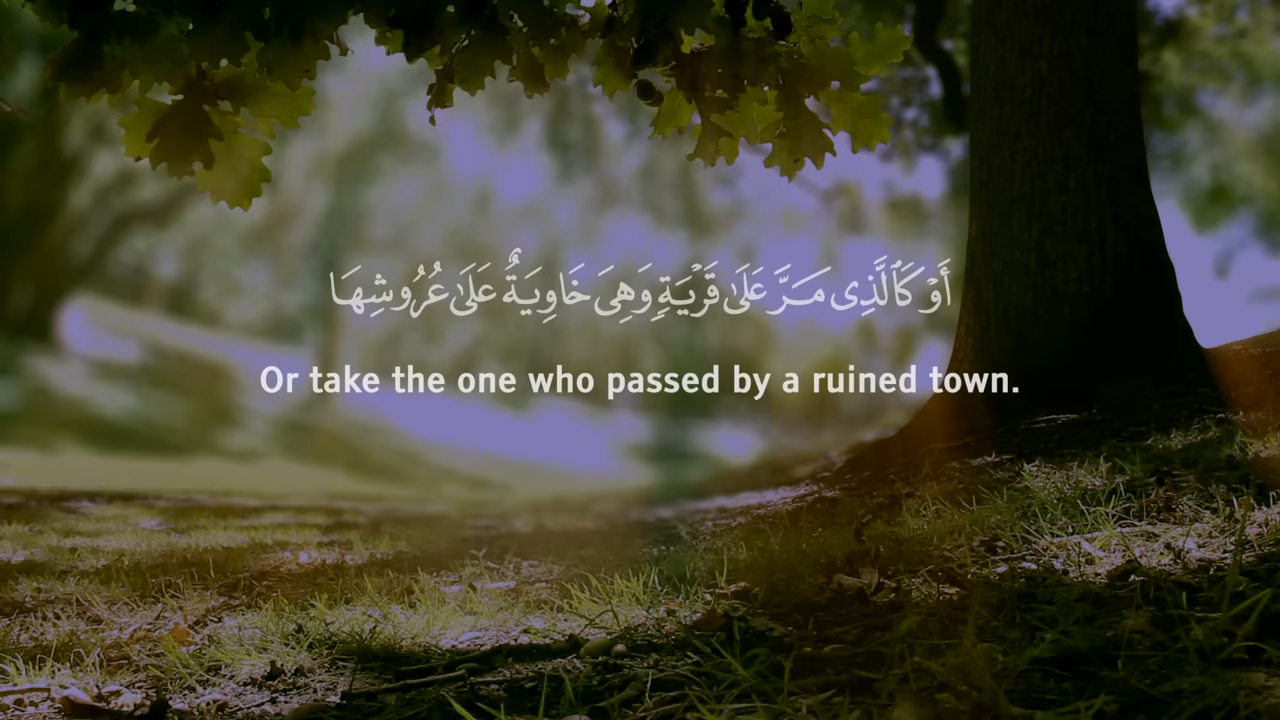 أَوْ كَٱلَّذِى مَرَّ عَلَىٰ قَرْيَةٍ وَهِىَ خَاوِيَةٌ عَلَىٰ عُرُوشِهَا
Or take the one who passed by a ruined town.